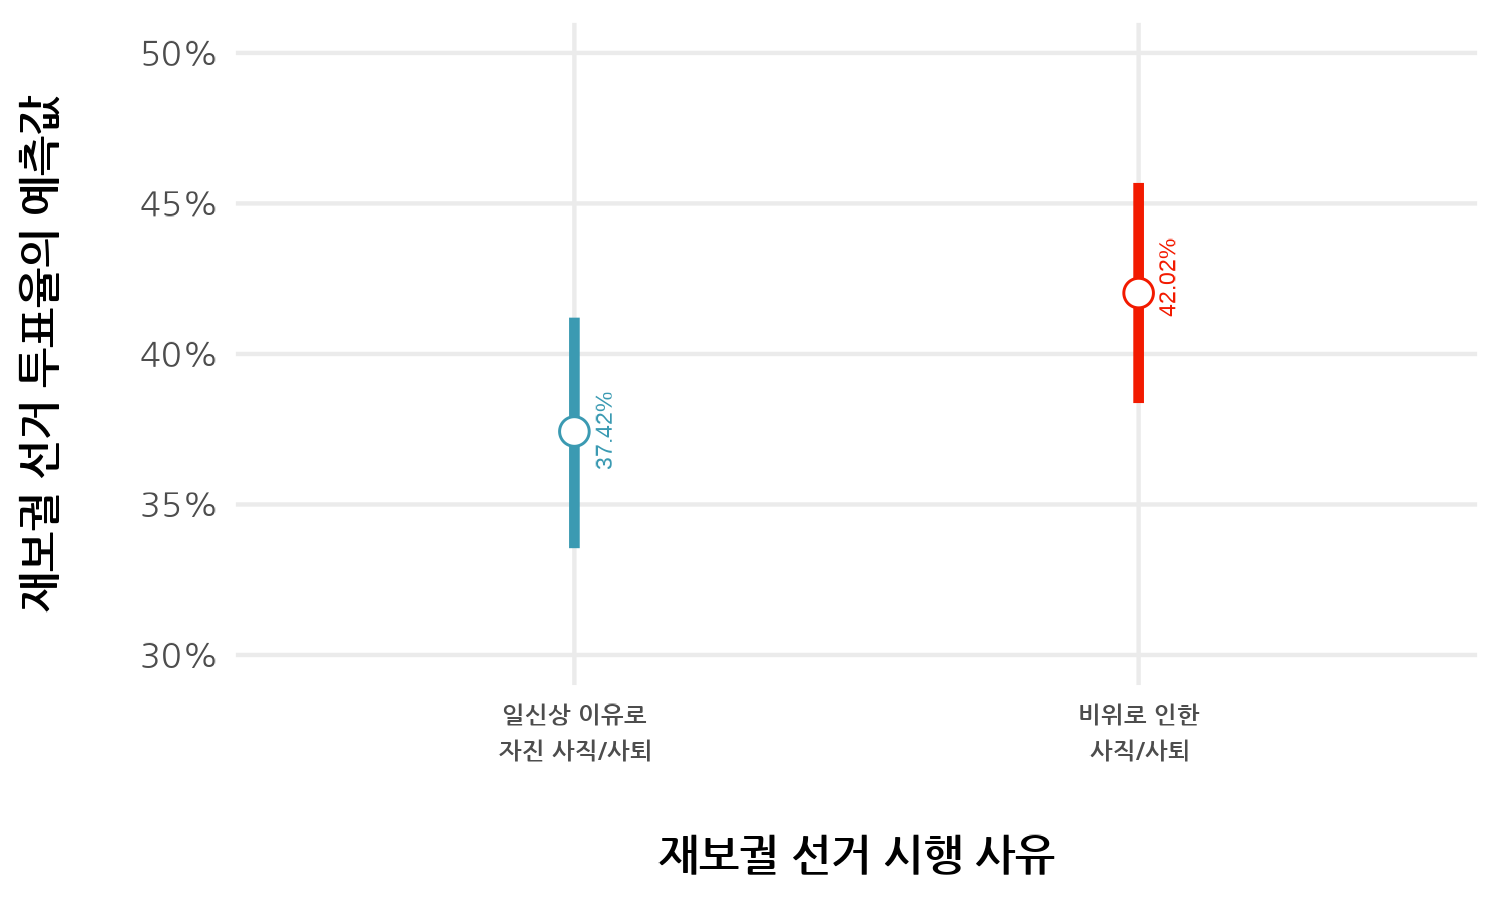 재보궐 선거 투표율의 예측값
50%
45%
40%
35%
30%
37.42%
42.02%
일신상 이유로
자진 사직/사퇴
비위로 인한
사직/사퇴
재보궐 선거 시행 사유